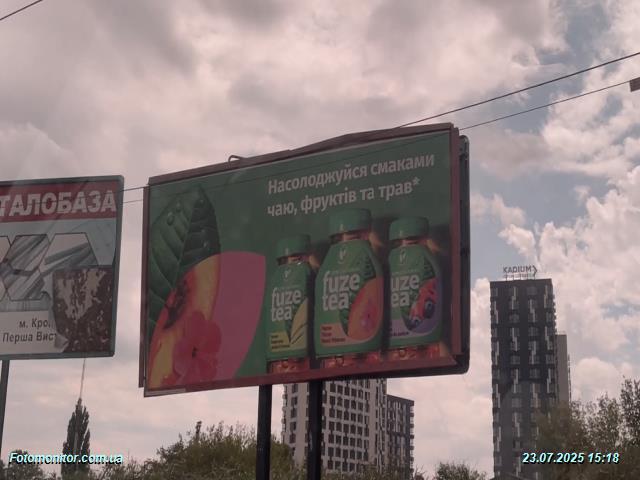 ТАЛОБАЗА
м. Кро
Перша Вис
Насолоджуйся смаками
чаю, фруктів та трав*
fuze
tea
fuze
tea
fuze
tea
KADIUM
Fotomonitor.com.ua
23.07.2025 15:18